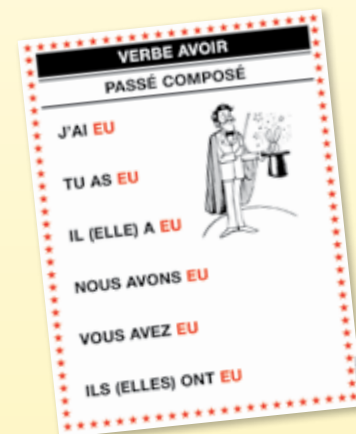 VERBE AVOIR
PASSÉ COMPOSÉ
J'AI EU
TU AS EU
IL (ELLE) A EU
NOUS AVONS EU
VOUS AVEZ EU
ILS (ELLES) ONT EU